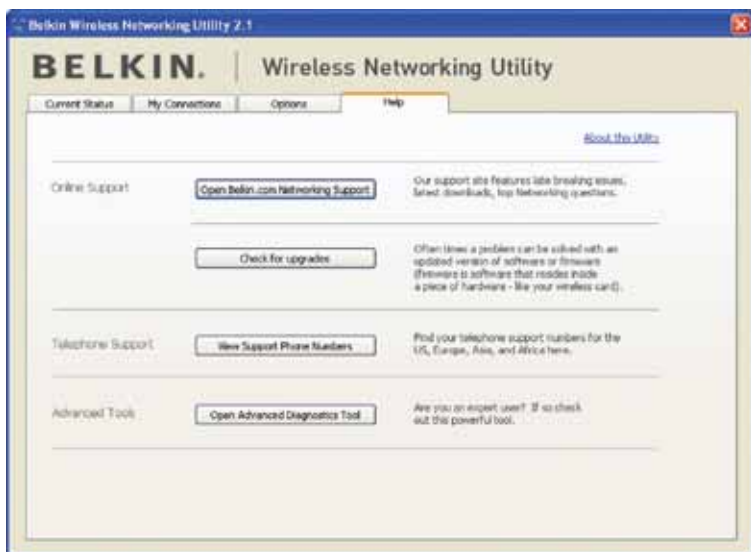 Belkin Wireless Networking Utility 2.1
BELKIN. | Wireless Networking Utility
Current Status My Connections Options Help
About this Utility
Online Support
Open Belkin.com Networking Support
Our support site features late breaking issues,
latest downloads, top Networking questions.
Check for upgrades
Often times a problem can be solved with an
updated version of software or firmware
(firmware is software that resides inside
a piece of hardware - like your wireless card).
Telephone Support
View Support Phone Numbers
Find your telephone support numbers for the
US, Europe, Asia, and Africa here.
Advanced Tools
Open Advanced Diagnostics Tool
Are you an expert user? If so check
out this powerful tool.